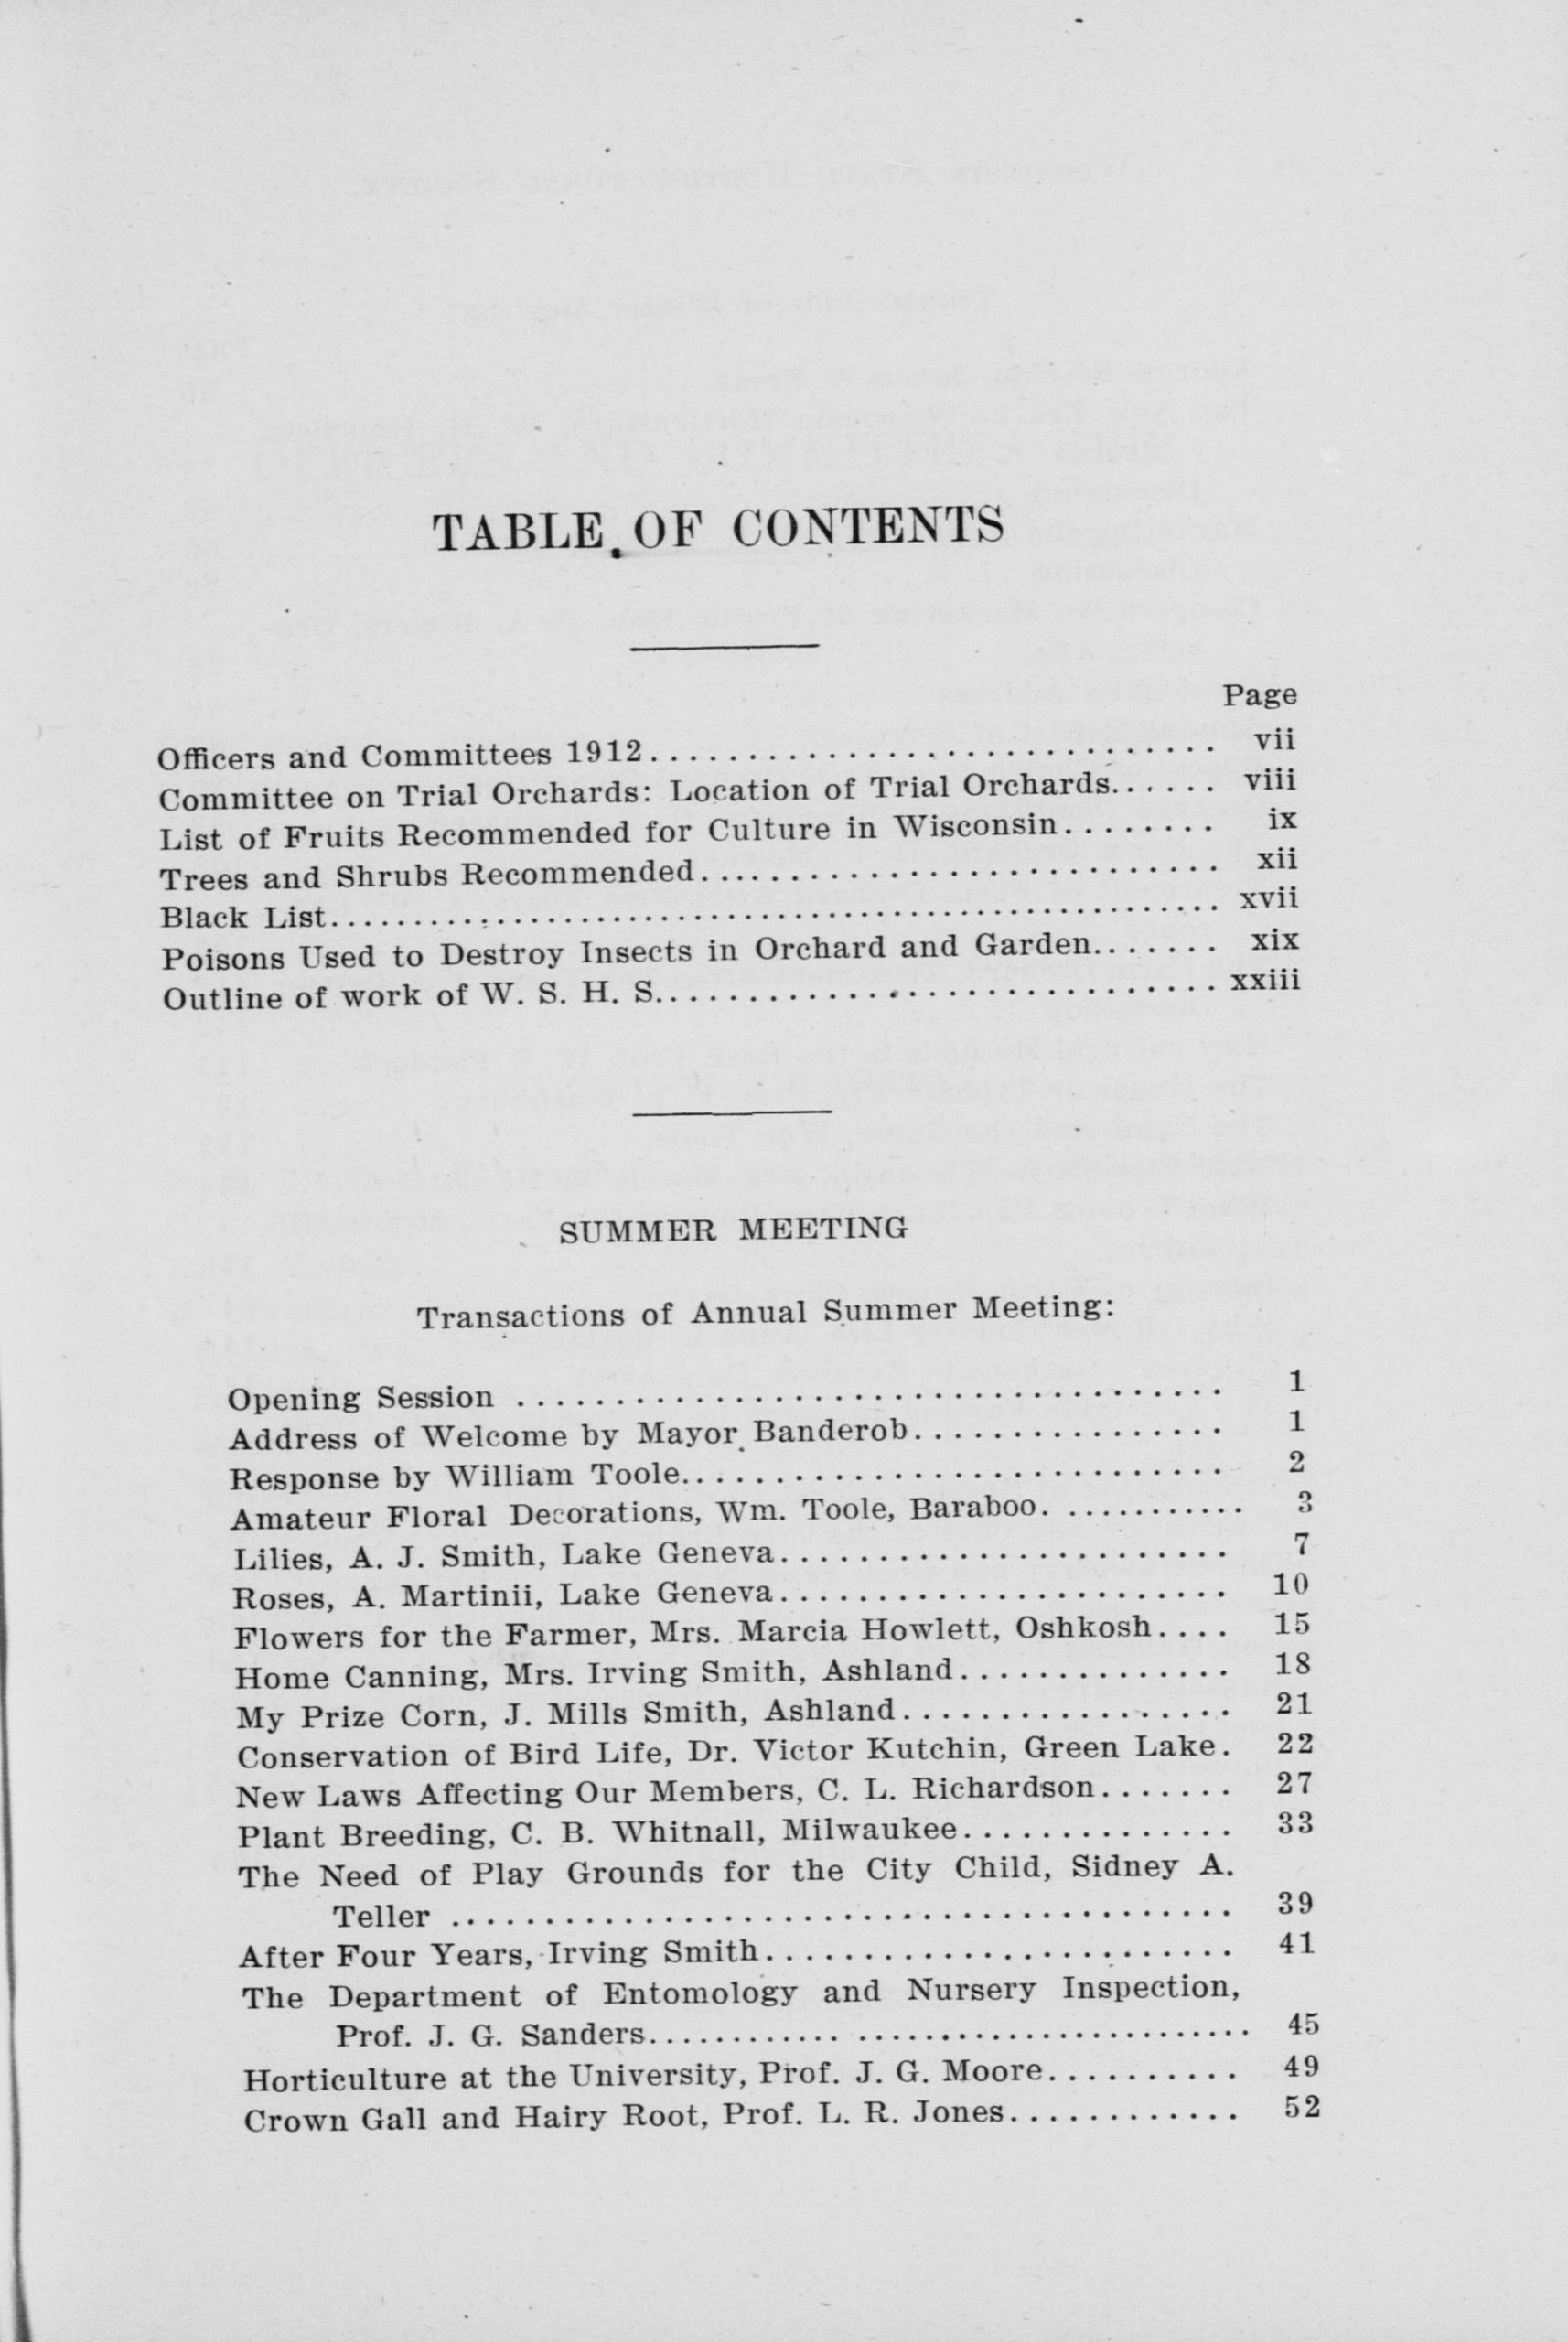 TABLE OF CONTENTS
Page
Officers and Committees 1912.............................. vii
Committee on Trial Orchards: Location of Trial Orchards...... viii
List of Fruits Recommended for Culture in Wisconsin........ ix
Trees and Shrubs Recommended.......................... xii
Black List.................................................... xvii
Poisons Used to Destroy Insects in Orchard and Garden....... xix
Outline of work of W. S. H. S............................. xxiii
SUMMER MEETING
Transactions of Annual Summer Meeting:
Opening Session .................................... 1
Address of Welcome by Mayor Banderob................ 1
Response by William Toole............................ 2
Amateur Floral Decorations, Wm. Toole, Baraboo............ 3
Lilies, A. J. Smith, Lake Geneva....................... 7
Roses, A. Martinii, Lake Geneva....................... 10
Flowers for the Farmer, Mrs. Marcia Howlett, Oshkosh.... 15
Home Canning, Mrs. Irving Smith, Ashland.............. 18
My Prize Corn, J. Mills Smith, Ashland................. 21
Conservation of Bird Life, Dr. Victor Kutchin, Green Lake. 22
New Laws Affecting Our Members, C. L. Richardson....... 27
Plant Breeding, C. B. Whitnall, Milwaukee.............. 33
The Need of Play Grounds for the City Child, Sidney A.
Teller ........................................ 39
After Four Years, Irving Smith........................ 41
The Department of Entomology and Nursery Inspection,
Prof. J. G. Sanders............ ........................ 45
Horticulture at the University, Prof. J. G. Moore.......... 49
Crown Gall and Hairy Root, Prof. L. R. Jones............ 52